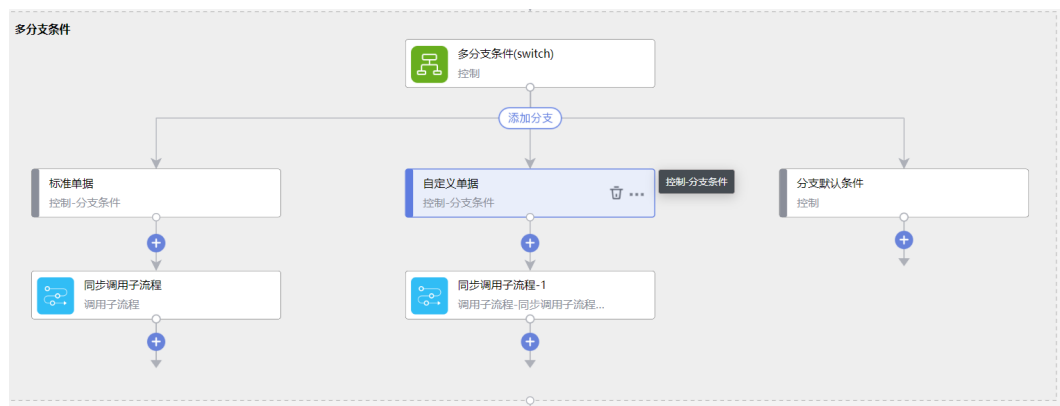 多分支条件
多分支条件(switch)
控制
添加分支
标准单据
控制-分支条件
自定义单据
控制-分支条件
控制-分支条件
分支默认条件
控制
同步调用子流程
调用子流程
同步调用子流程-1
调用子流程-同步调用子流程...